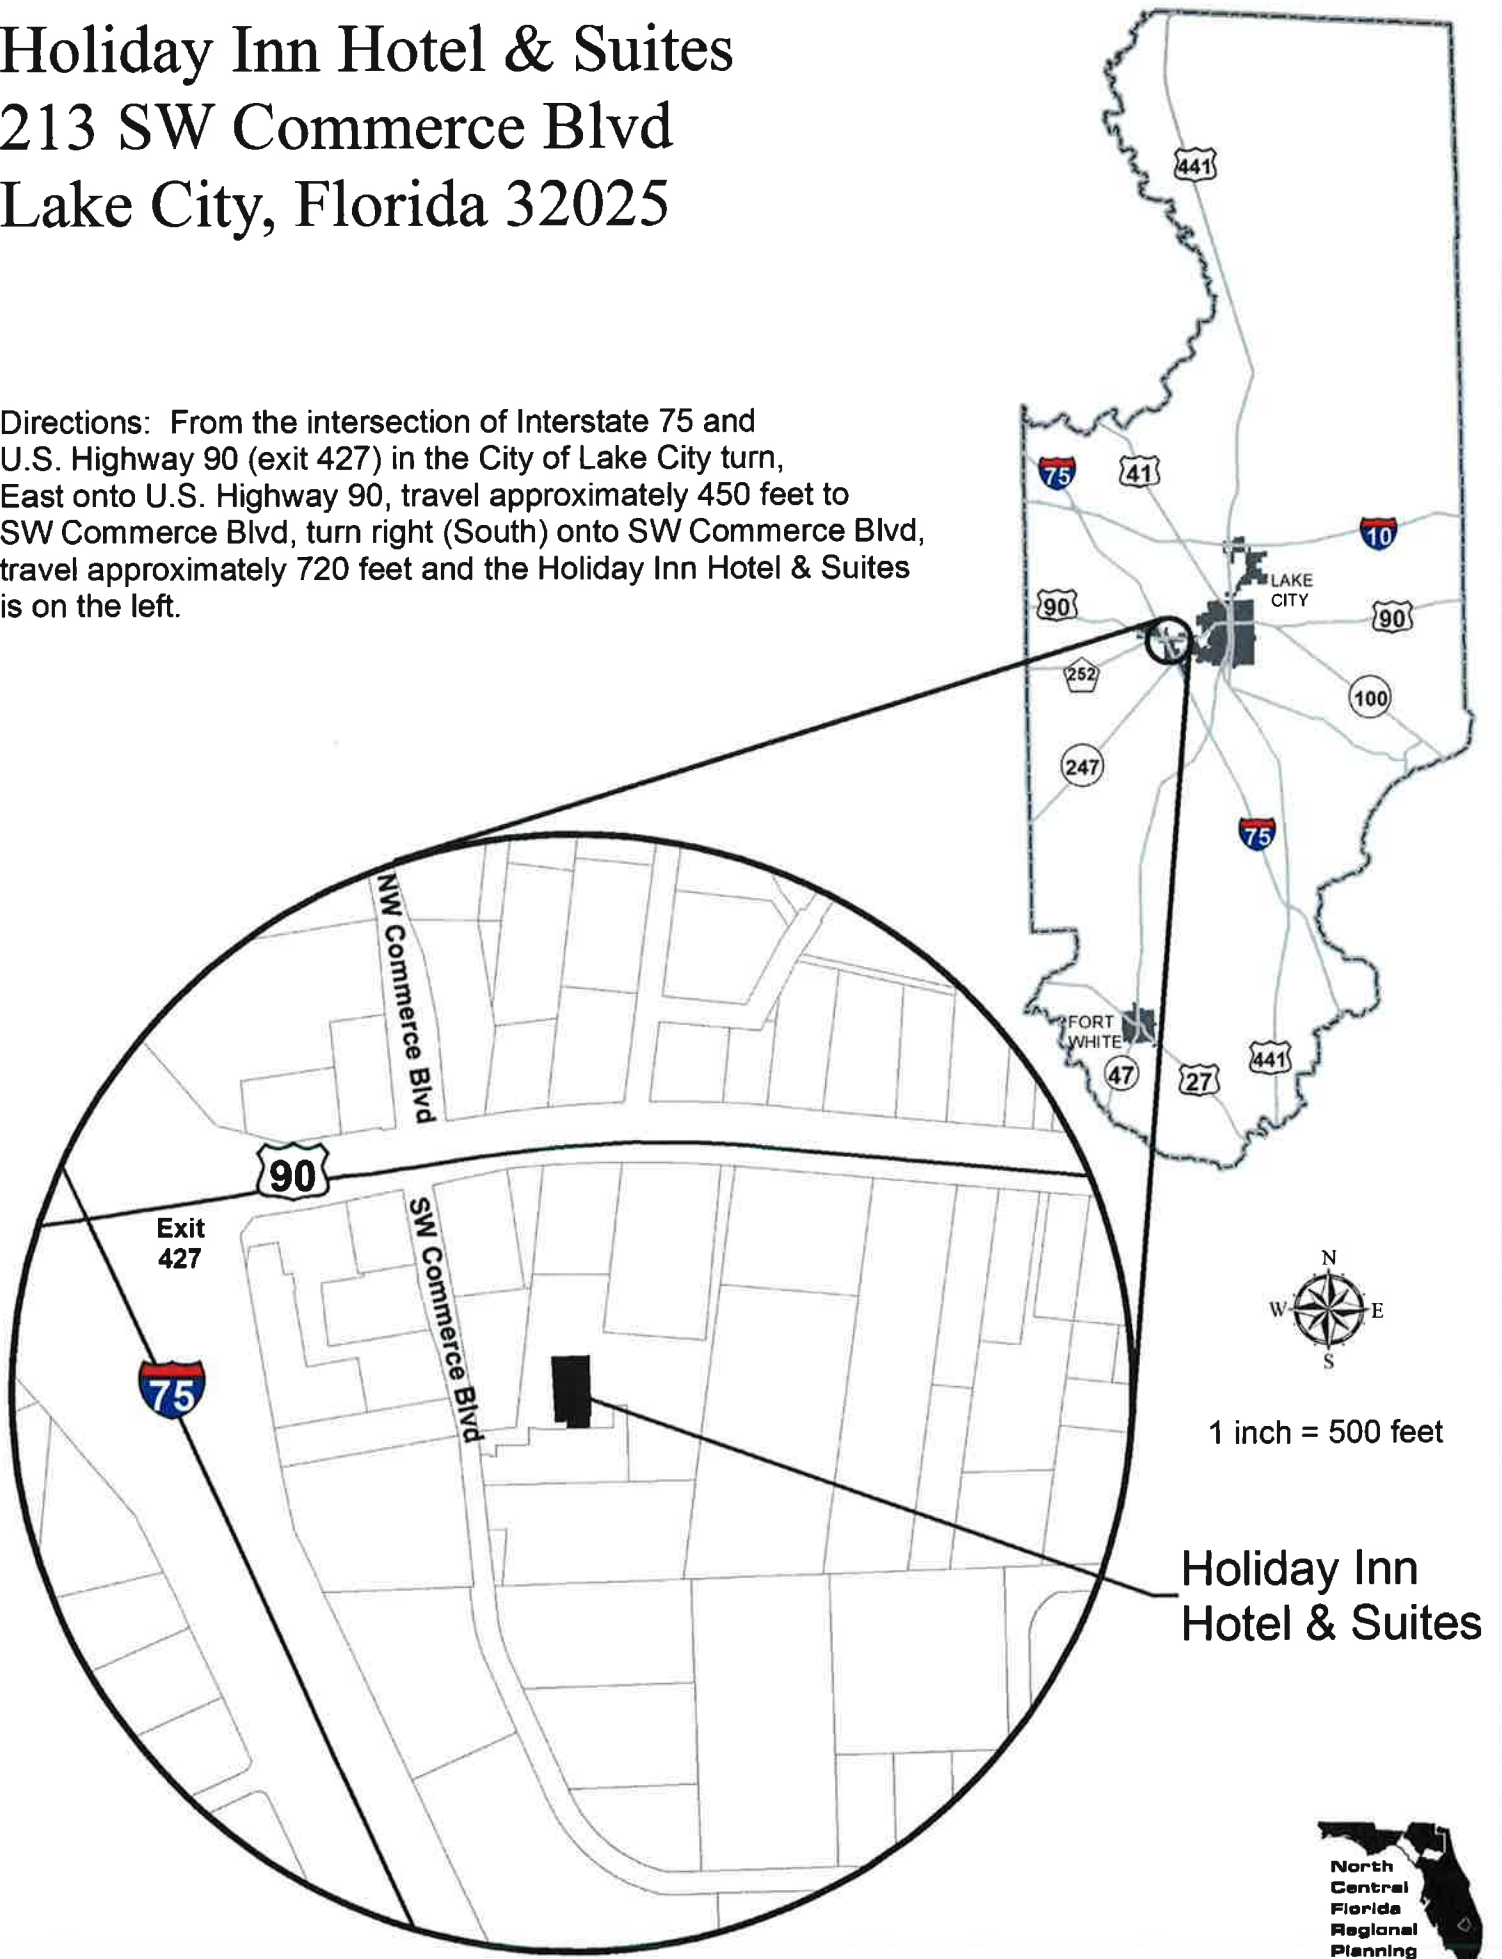 Holiday Inn Hotel & Suites
213 SW Commerce Blvd
Lake City, Florida 32025
Directions:  From the intersection of Interstate 75 and
U.S. Highway 90 (exit 427) in the City of Lake City turn,
East onto U.S. Highway 90, travel approximately 450 feet to
SW Commerce Blvd, turn right (South) onto SW Commerce Blvd,
travel approximately 720 feet and the Holiday Inn Hotel & Suites
is on the left.
441
75
41
10
LAKE
CITY
90
90
252
100
247
75
FORT
WHITE
47
27
441
NW Commerce Blvd
90
Exit
427
SW Commerce Blvd
75
N
W
E
S
1 inch = 500 feet
Holiday Inn
Hotel & Suites
North
Central
Florida
Regional
Planning